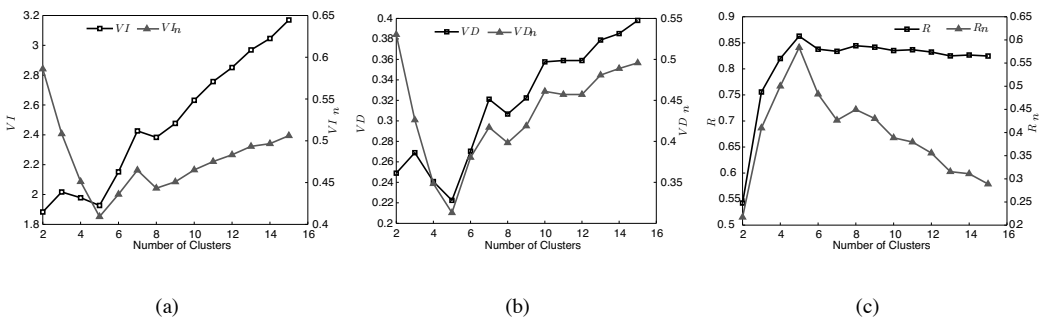 3.2
3
2.8
2.6
2.4
2.2
2
1.8
VI
VI
VIn
0.65
0.6
0.55
0.5
0.45
0.4
VI n
2 4 6 8 10 12 14 16
Number of Clusters
(a)
0.4
0.38
0.36
0.34
0.32
0.3
0.28
0.26
0.24
0.22
0.2
VD
VD
VDn
0.55
0.5
0.45
0.4
0.35
VD n
2 4 6 8 10 12 14 16
Number of Clusters
(b)
0.9
0.85
0.8
0.75
0.7
0.65
0.6
0.55
0.5
R
R
Rn
0.65
0.6
0.55
0.5
0.45
0.4
0.35
0.3
0.25
0.2
R n
2 4 6 8 10 12 14 16
Number of Clusters
(c)